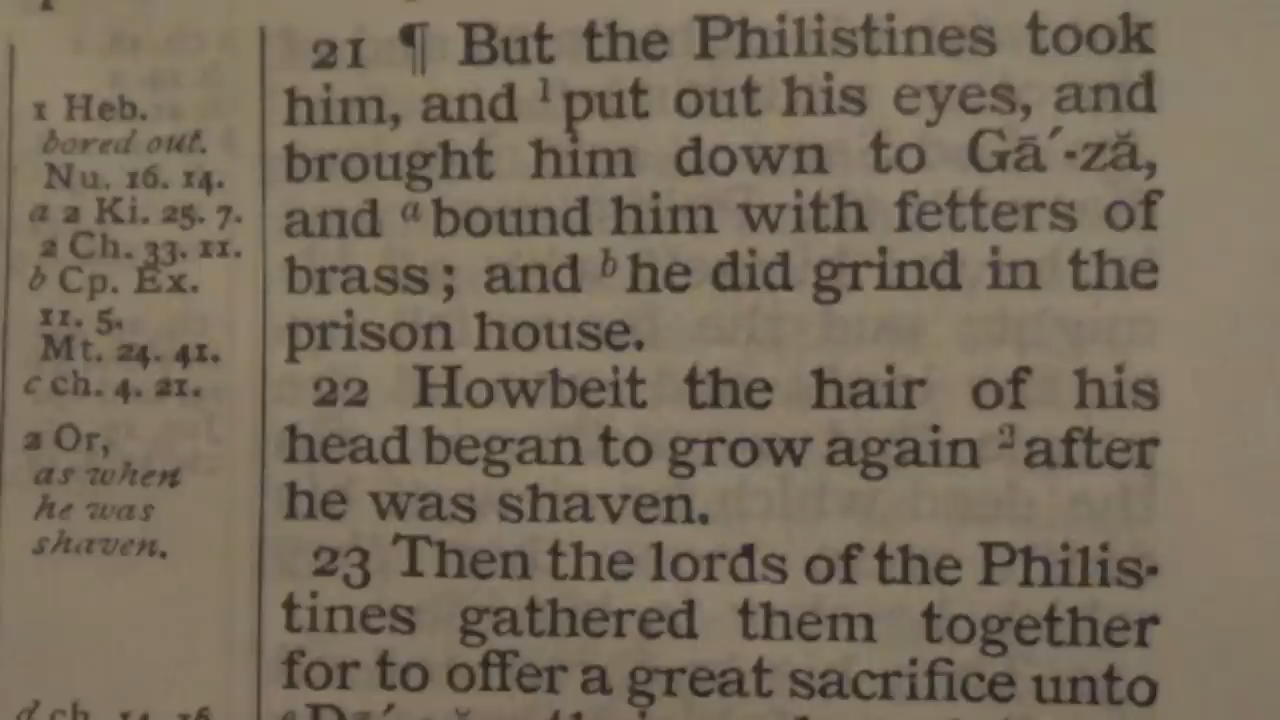 1 Heb.
bored out.
Nu. 16. 14.
a 2 Ki. 25. 7.
2 Ch. 33. 11.
b Cp. Ex.
11. 5.
Mt. 24. 41.
c ch. 4. 21.
2 Or,
as when
he was
shaven.
d ch. 14. 16.
21 ¶ But the Philistines took
him, and ¹put out his eyes, and
brought him down to Gā´-ză,
and ᵃbound him with fetters of
brass; and ᵇhe did grind in the
prison house.
22 Howbeit the hair of his
head began to grow again ²after
he was shaven.
23 Then the lords of the Philis-
tines gathered them together
for to offer a great sacrifice unto